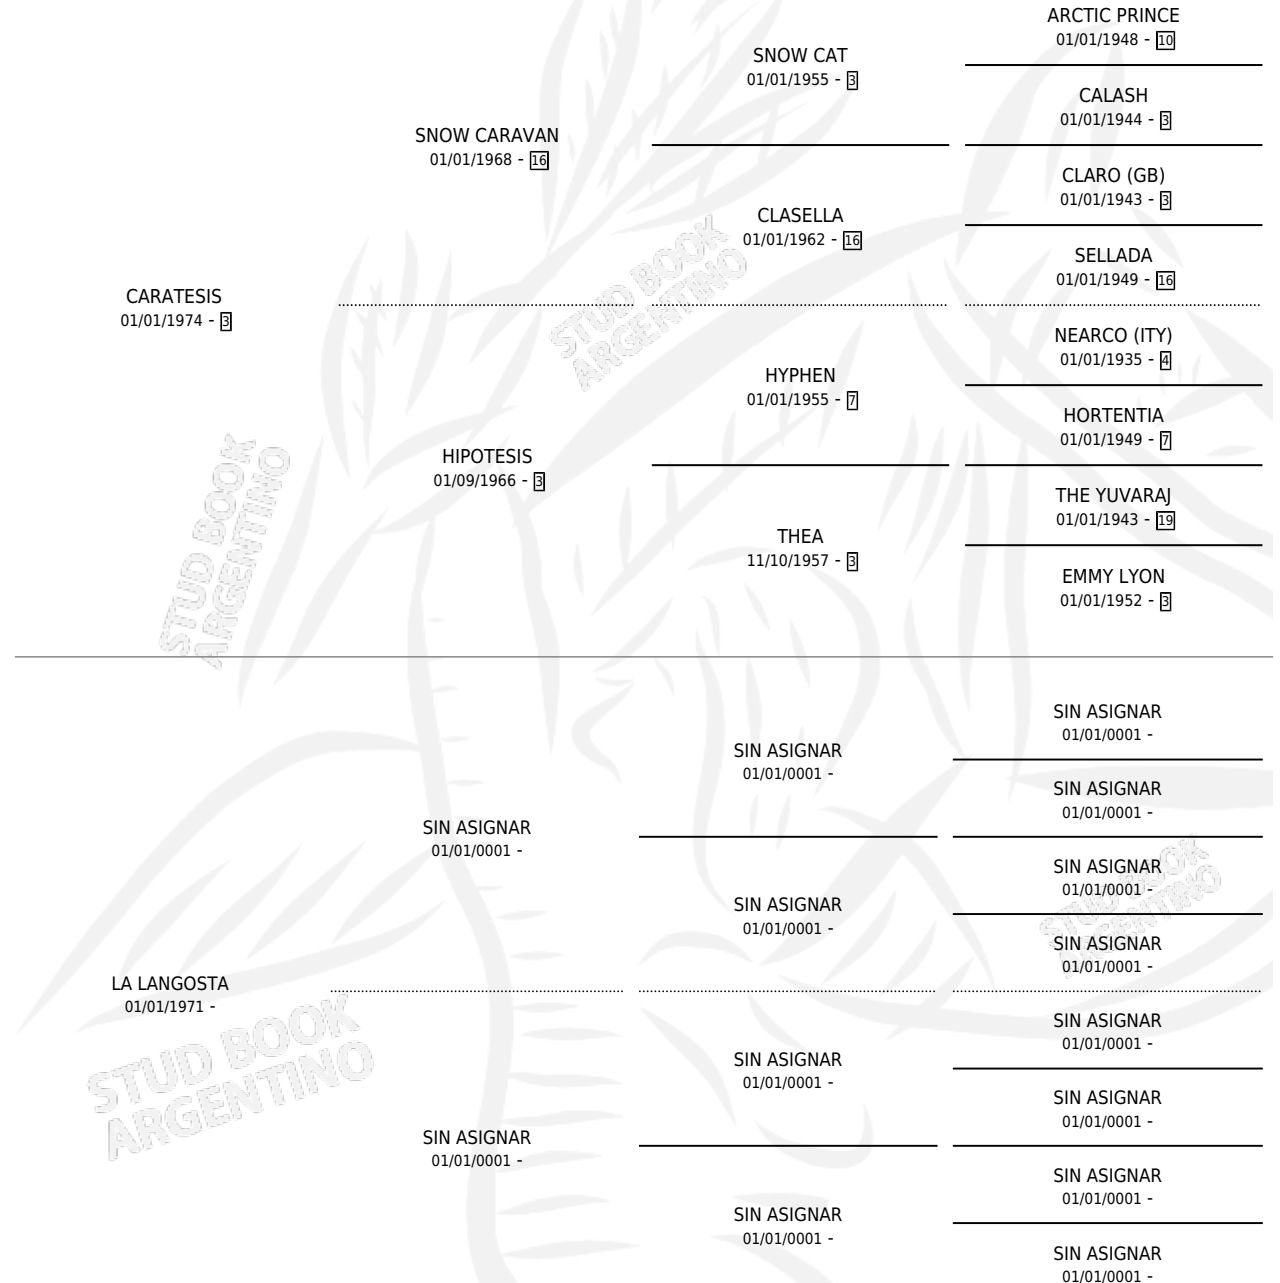 ARCTIC PRINCE
01/01/1948 - 10
SNOW CAT
01/01/1955 - 3
CALASH
01/01/1944 - 3
SNOW CARAVAN
01/01/1968 - 16
CLARO (GB)
01/01/1943 - 3
CLASELLA
01/01/1962 - 16
SELLADA
01/01/1949 - 16
CARATESIS
01/01/1974 - 3
NEARCO (ITY)
01/01/1935 - 4
HYPHEN
01/01/1955 - 7
HORTENTIA
01/01/1949 - 7
HIPOTESIS
01/09/1966 - 3
THE YUVARAJ
01/01/1943 - 19
THEA
11/10/1957 - 3
EMMY LYON
01/01/1952 - 3
SIN ASIGNAR
01/01/0001 -
SIN ASIGNAR
01/01/0001 -
SIN ASIGNAR
01/01/0001 -
SIN ASIGNAR
01/01/0001 -
SIN ASIGNAR
01/01/0001 -
SIN ASIGNAR
01/01/0001 -
SIN ASIGNAR
01/01/0001 -
LA LANGOSTA
01/01/1971 -
SIN ASIGNAR
01/01/0001 -
SIN ASIGNAR
01/01/0001 -
SIN ASIGNAR
01/01/0001 -
SIN ASIGNAR
01/01/0001 -
SIN ASIGNAR
01/01/0001 -
SIN ASIGNAR
01/01/0001 -
SIN ASIGNAR
01/01/0001 -
STUD BOOK
ARGENTINO
STUD BOOK
ARGENTINO
STUD BOOK
ARGENTINO
STUD BOOK
ARGENTINO